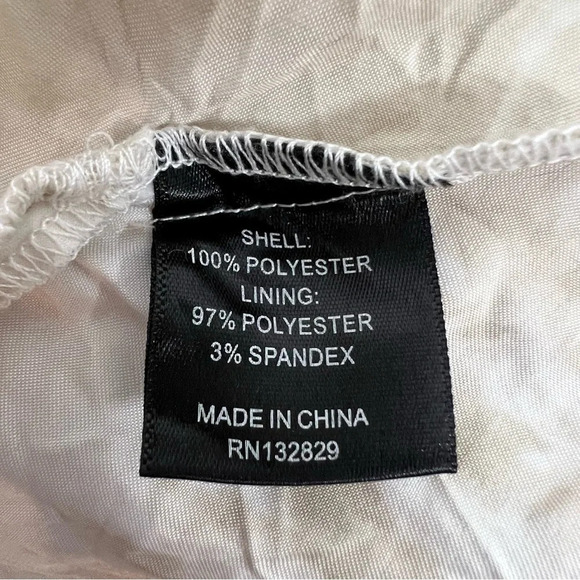 SHELL:
100% POLYESTER
LINING:
97% POLYESTER
3% SPANDEX
MADE IN CHINA
RN132829